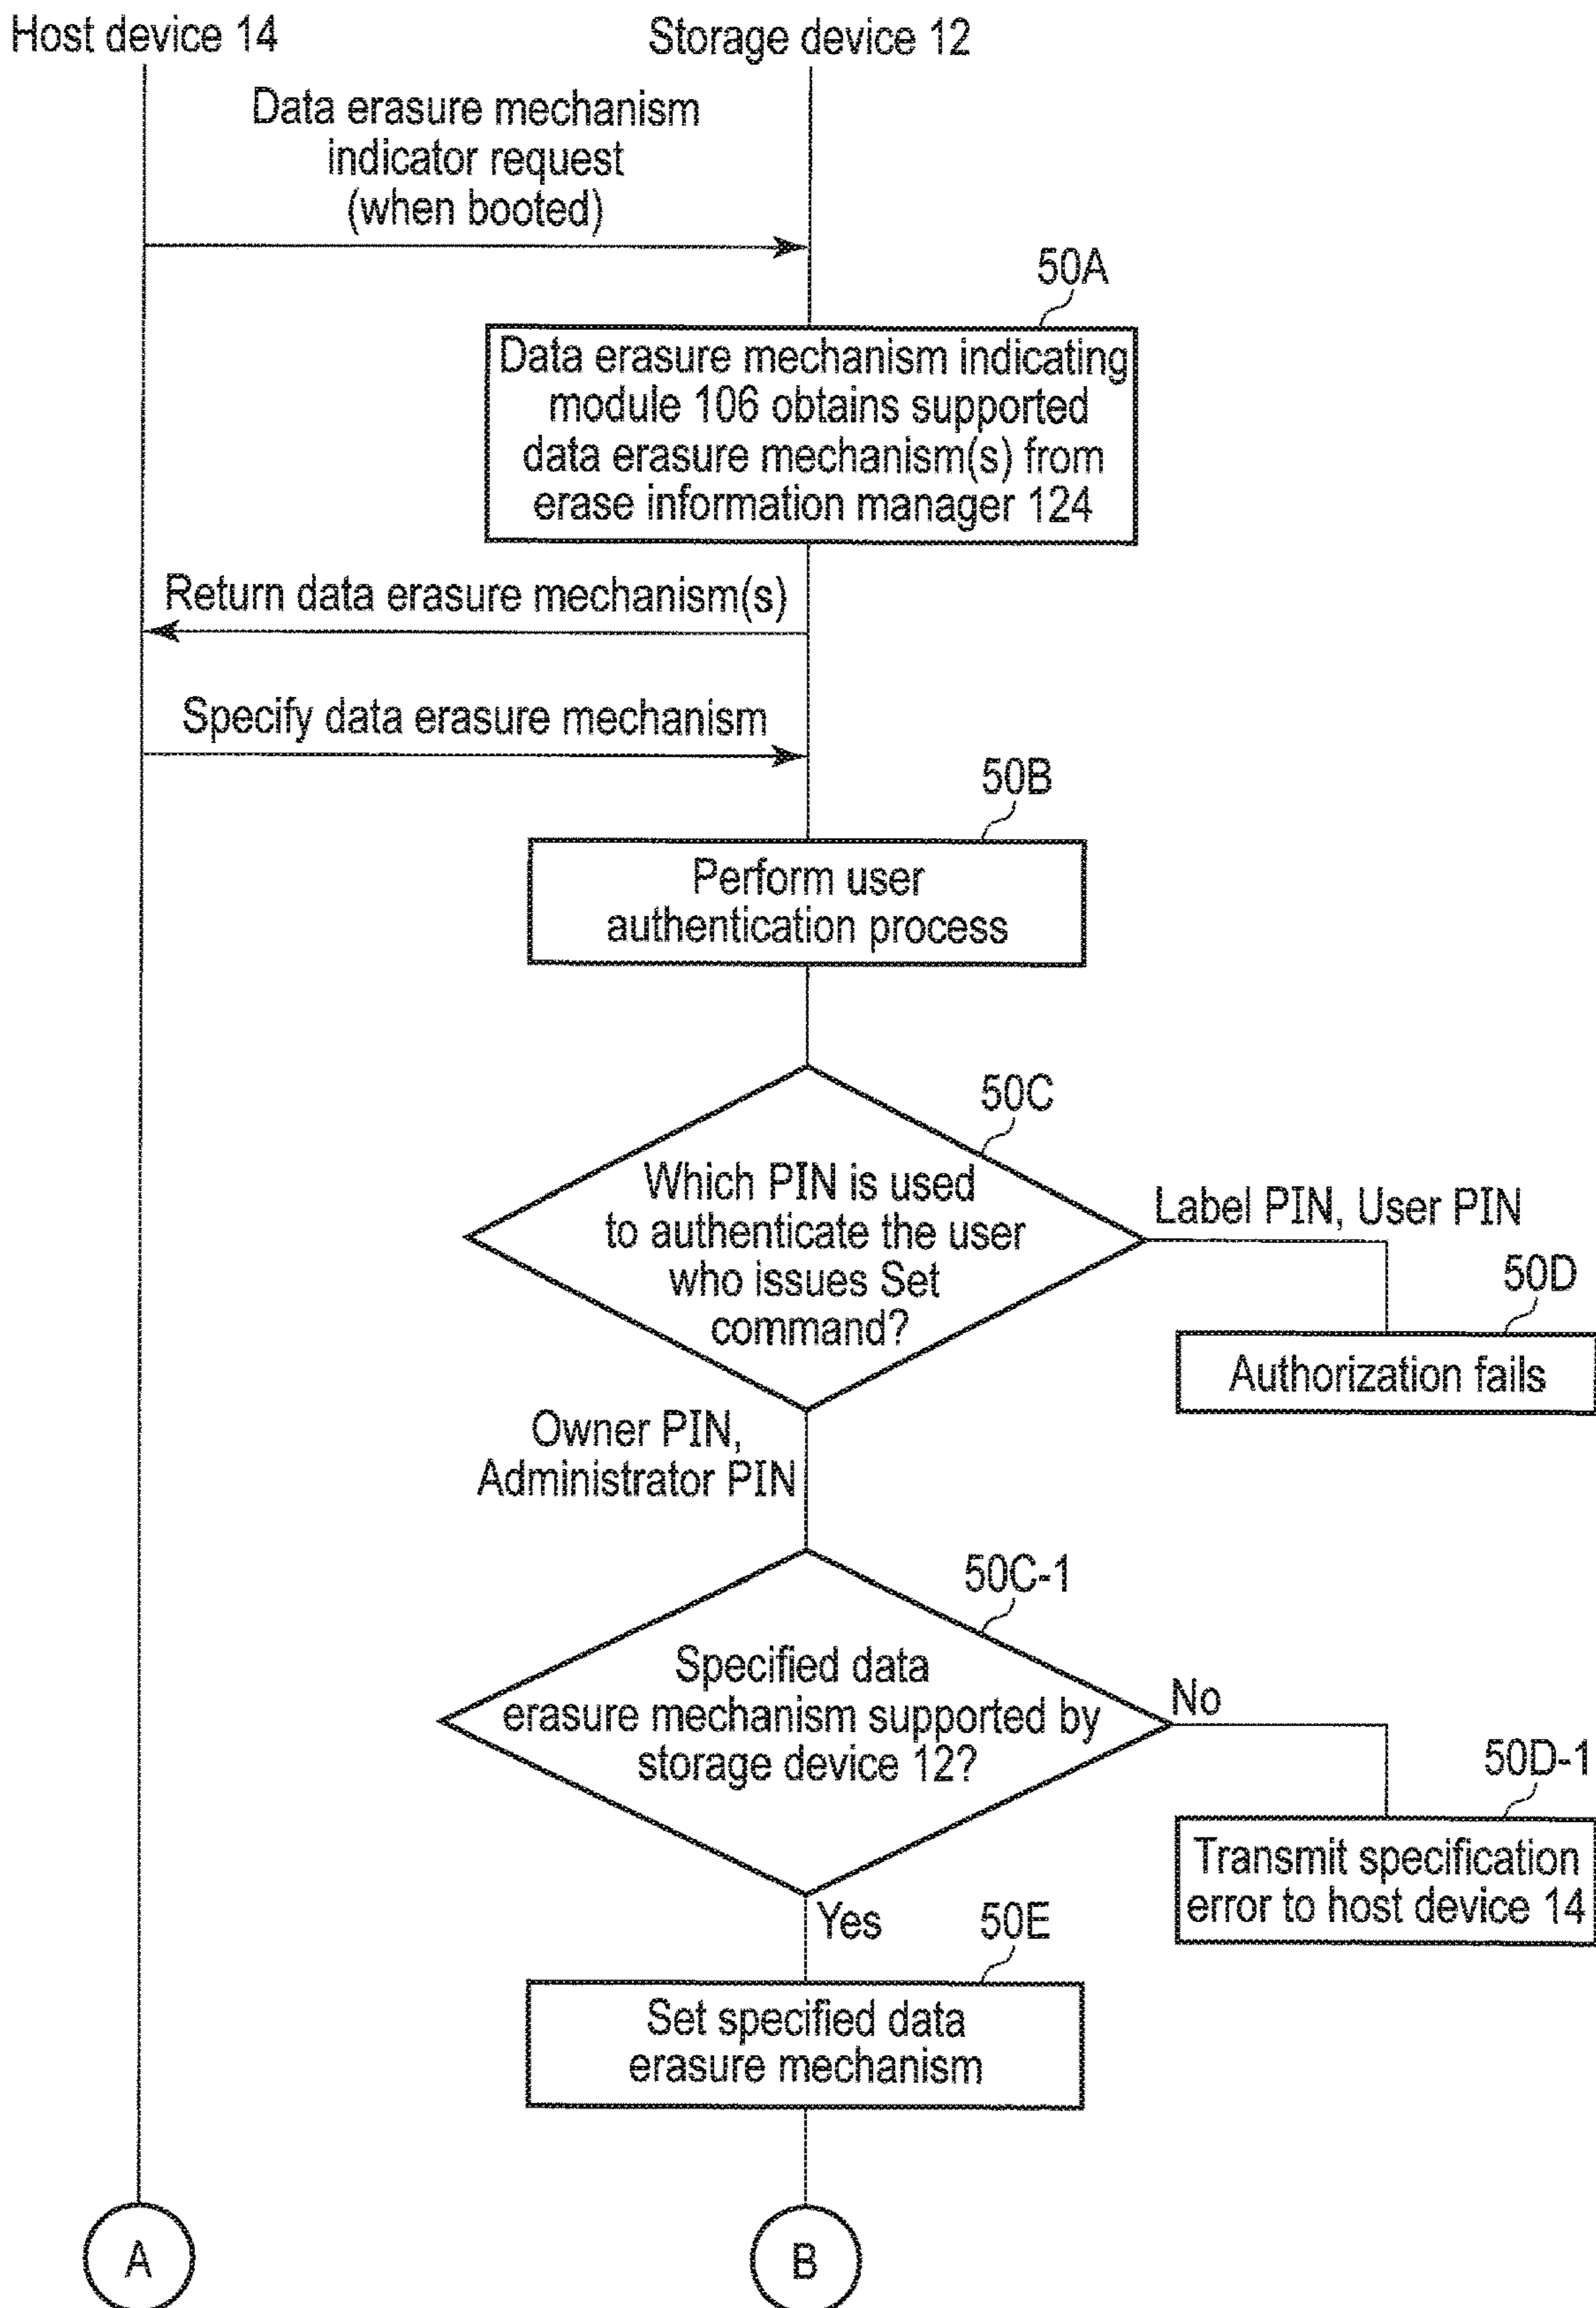 Host device 14
Storage device 12
Data erasure mechanism
indicator request
(when booted)
50A
Data erasure mechanism indicating
module 106 obtains supported
data erasure mechanism(s) from
erase information manager 124
Return data erasure mechanism(s)
Specify data erasure mechanism
50B
Perform user
authentication process
50C
Which PIN is used
to authenticate the user
who issues Set
command?
Label PIN, User PIN
50D
Authorization fails
Owner PIN,
Administrator PIN
50C-1
Specified data
erasure mechanism supported by
storage device 12?
No
50D-1
Transmit specification
error to host device 14
Yes
50E
Set specified data
erasure mechanism
A
B